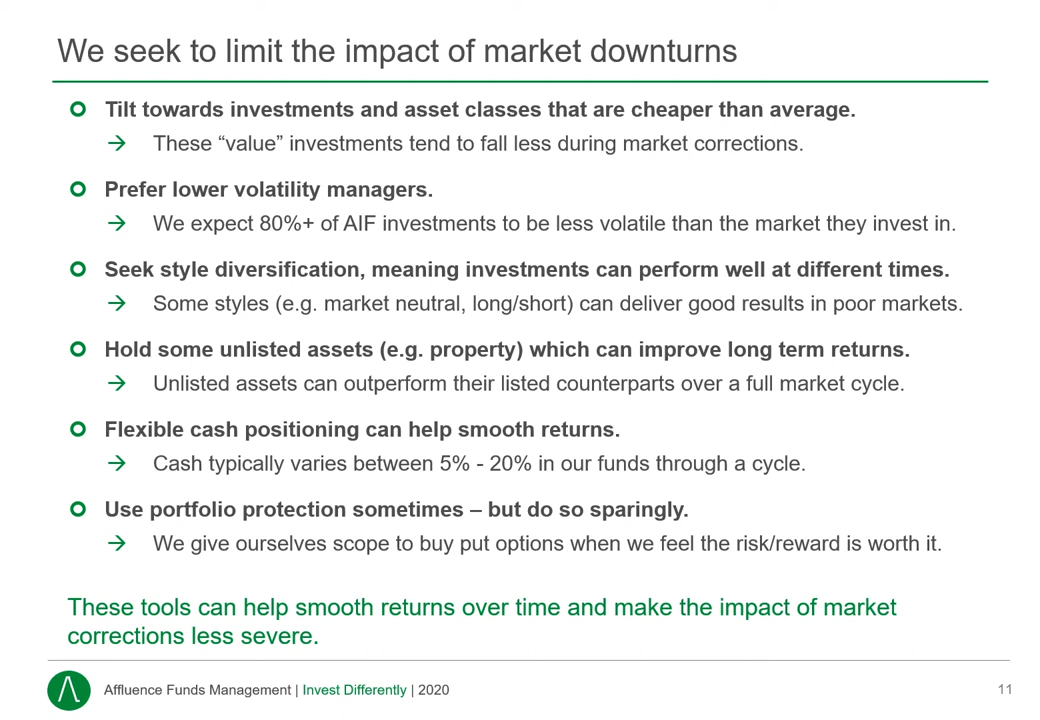 We seek to limit the impact of market downturns
Tilt towards investments and asset classes that are cheaper than average.
These “value” investments tend to fall less during market corrections.
Prefer lower volatility managers.
We expect 80%+ of AIF investments to be less volatile than the market they invest in.
Seek style diversification, meaning investments can perform well at different times.
Some styles (e.g. market neutral, long/short) can deliver good results in poor markets.
Hold some unlisted assets (e.g. property) which can improve long term returns.
Unlisted assets can outperform their listed counterparts over a full market cycle.
Flexible cash positioning can help smooth returns.
Cash typically varies between 5% - 20% in our funds through a cycle.
Use portfolio protection sometimes – but do so sparingly.
We give ourselves scope to buy put options when we feel the risk/reward is worth it.
These tools can help smooth returns over time and make the impact of market
corrections less severe.
Affluence Funds Management | Invest Differently | 2020
11